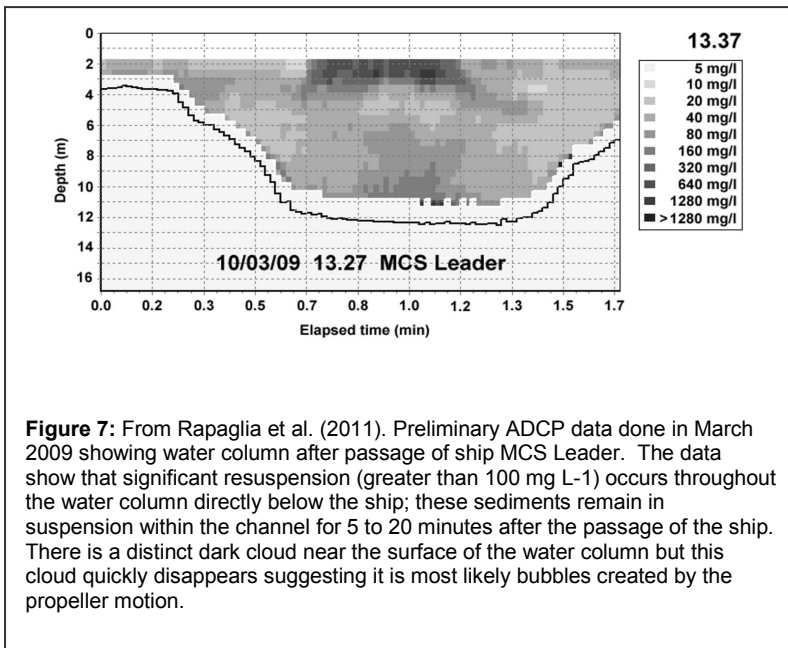 0
2
4
6
8
10
12
14
16
Depth (m)
10/03/09 13.27 MCS Leader
0.0 0.2 0.3 0.5 0.7 0.8 1.0 1.2 1.3 1.5 1.7
Elapsed time (min)
13.37
5 mg/l
10 mg/l
20 mg/l
40 mg/l
80 mg/l
160 mg/l
320 mg/l
640 mg/l
1280 mg/l
>1280 mg/l
Figure 7: From Rapaglia et al. (2011). Preliminary ADCP data done in March
2009 showing water column after passage of ship MCS Leader. The data
show that significant resuspension (greater than 100 mg L-1) occurs throughout
the water column directly below the ship; these sediments remain in
suspension within the channel for 5 to 20 minutes after the passage of the ship.
There is a distinct dark cloud near the surface of the water column but this
cloud quickly disappears suggesting it is most likely bubbles created by the
propeller motion.